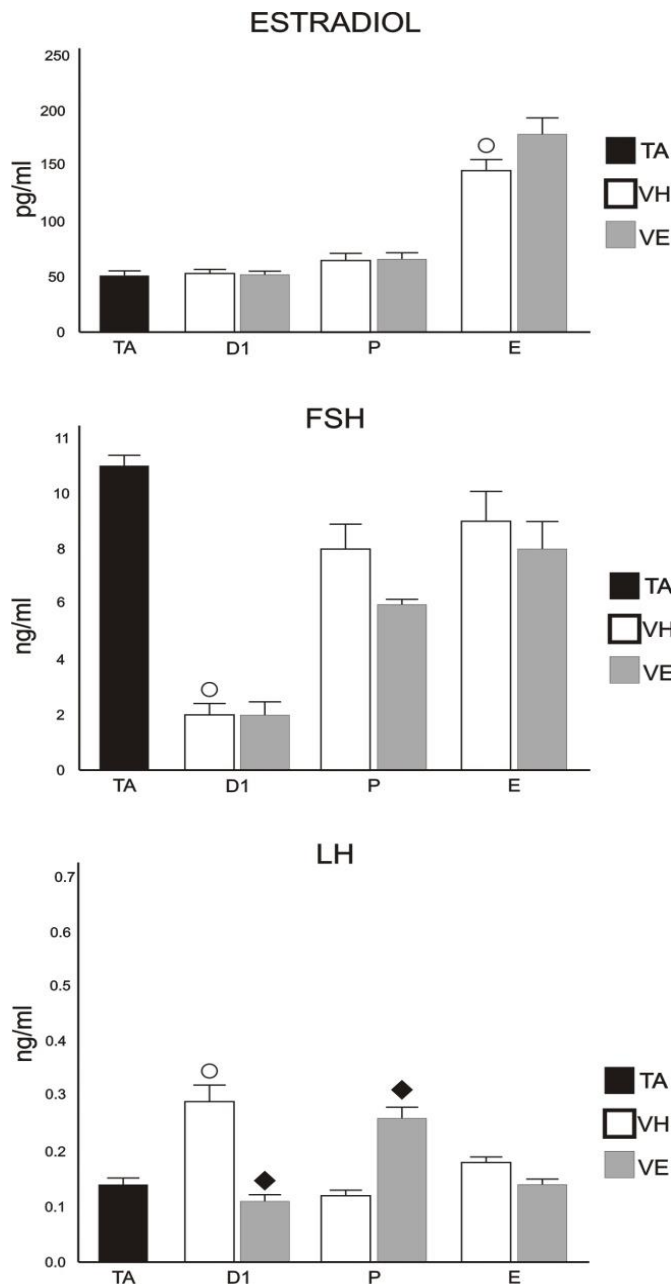 ESTRADIOL
250
200
150
100
50
0
pg/ml
TA
VH
VE
TA D1 P E
FSH
11
10
8
6
4
2
0
ng/ml
TA
VH
VE
TA D1 P E
LH
0.7
0.6
0.5
0.4
0.3
0.2
0.1
0.0
ng/ml
TA
VH
VE
TA D1 P E